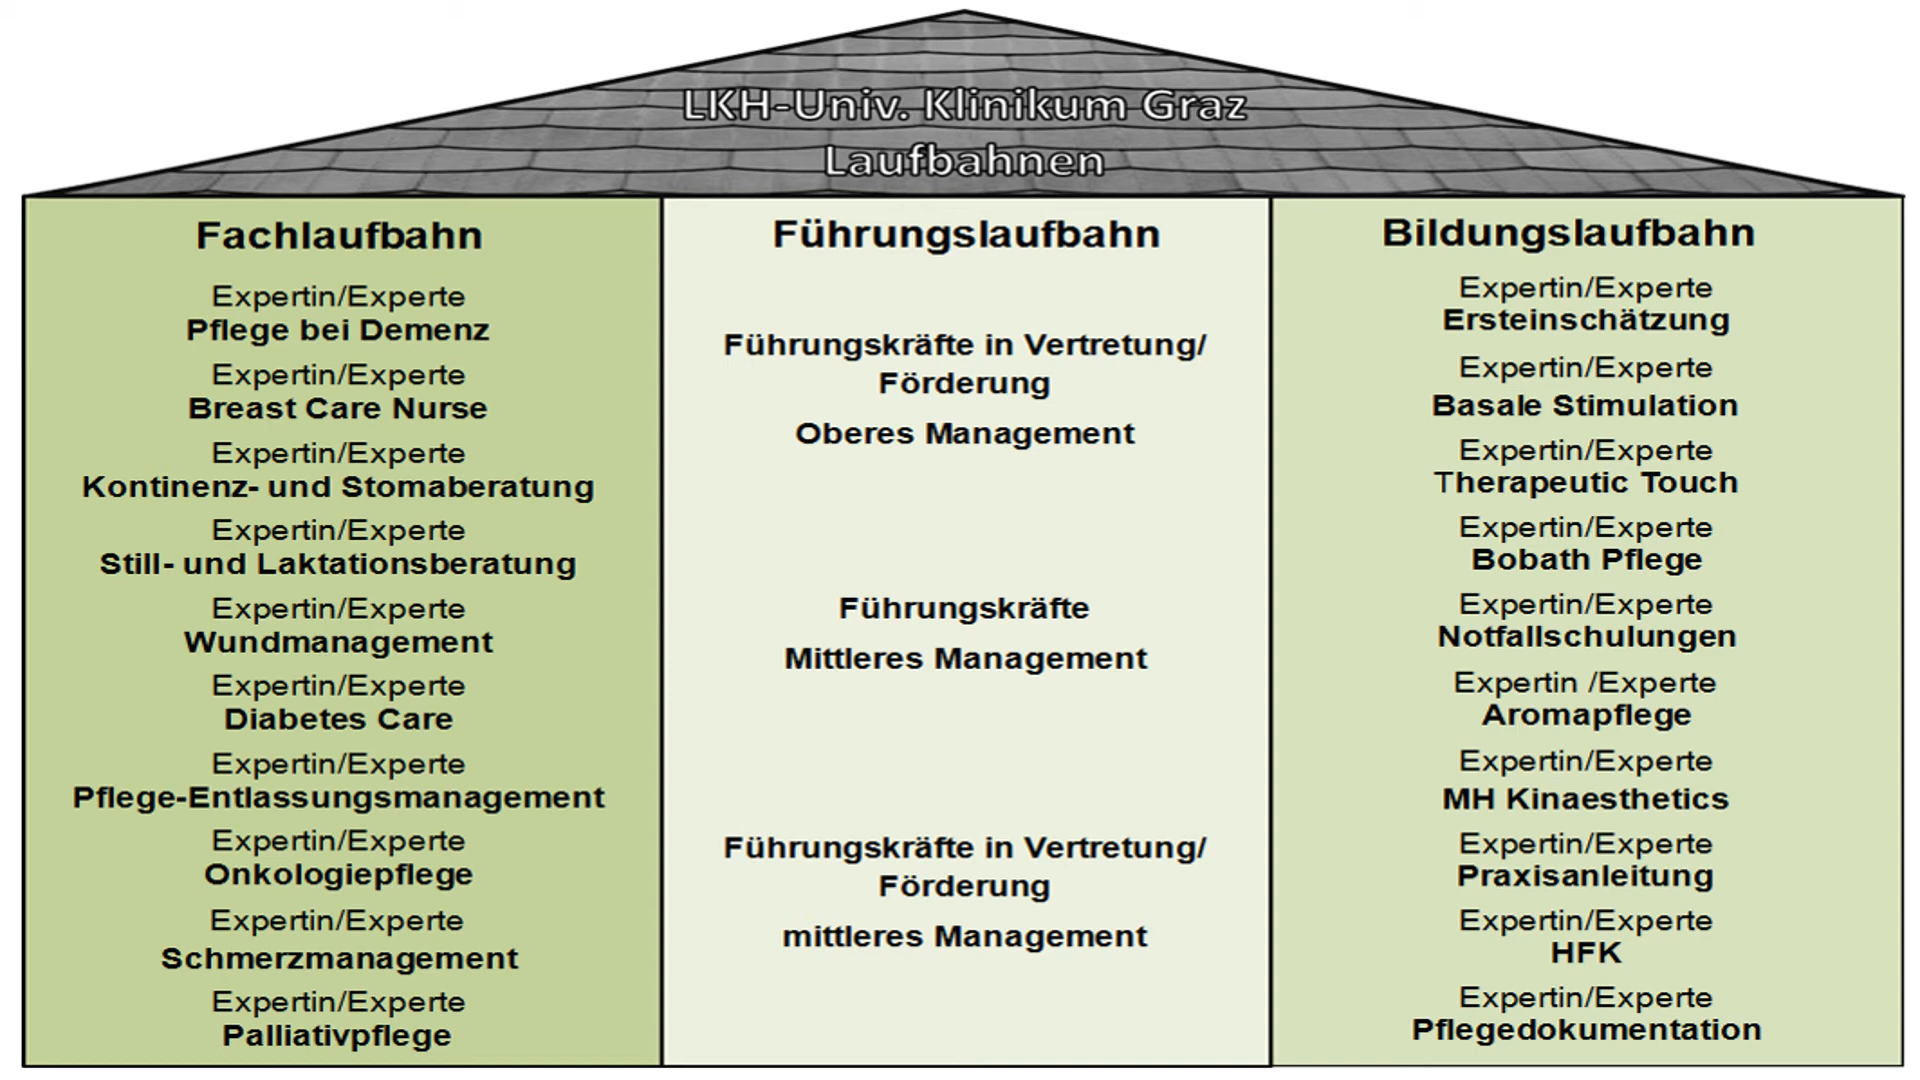 LKH-Univ. Klinikum Graz
Laufbahnen
Fachlaufbahn
Expertin/Experte
Pflege bei Demenz
Expertin/Experte
Breast Care Nurse
Expertin/Experte
Kontinenz- und Stomaberatung
Expertin/Experte
Still- und Laktationsberatung
Expertin/Experte
Wundmanagement
Expertin/Experte
Diabetes Care
Expertin/Experte
Pflege-Entlassungsmanagement
Expertin/Experte
Onkologiepflege
Expertin/Experte
Schmerzmanagement
Expertin/Experte
Palliativpflege
Führungslaufbahn
Führungskräfte in Vertretung/
Förderung
Oberes Management
Führungskräfte
Mittleres Management
Führungskräfte in Vertretung/
Förderung
mittleres Management
Bildungslaufbahn
Expertin/Experte
Ersteinschätzung
Expertin/Experte
Basale Stimulation
Expertin/Experte
Therapeutic Touch
Expertin/Experte
Bobath Pflege
Expertin/Experte
Notfallschulungen
Expertin /Experte
Aromapflege
Expertin/Experte
MH Kinaesthetics
Expertin/Experte
Praxisanleitung
Expertin/Experte
HFK
Expertin/Experte
Pflegedokumentation